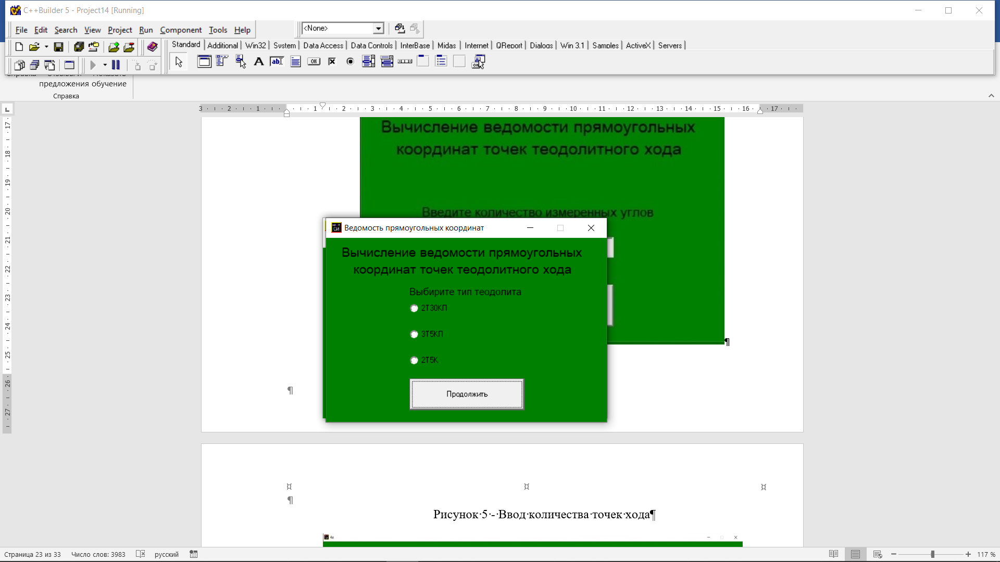 C++Builder 5 - Project14 [Running]
File Edit Search View Project Run Component Tools Help
<None>
Standard Additional Win32 System Data Access Data Controls InterBase Midas Internet QReport Dialogs Win 3.1 Samples ActiveX Servers
предложения обучение
Справка
3 2 1 1 2 3 4 5 6 7 8 9 10 11 12 13 14 15 16 17
17
18
19
20
21
22
23
24
25
26
27
Вычисление ведомости прямоугольных
координат точек теодолитного хода
Введите количество измеренных углов
Ведомость прямоугольных координат
Вычисление ведомости прямоугольных
координат точек теодолитного хода
Выбирите тип теодолита
2Т30КП
3Т5КП
2Т5К
Продолжить
¶
¶
¤ ¤ ¤
¶
Рисунок·5·-·Ввод·количества·точек·хода¶
Страница 23 из 33 Число слов: 3983 русский 117 %